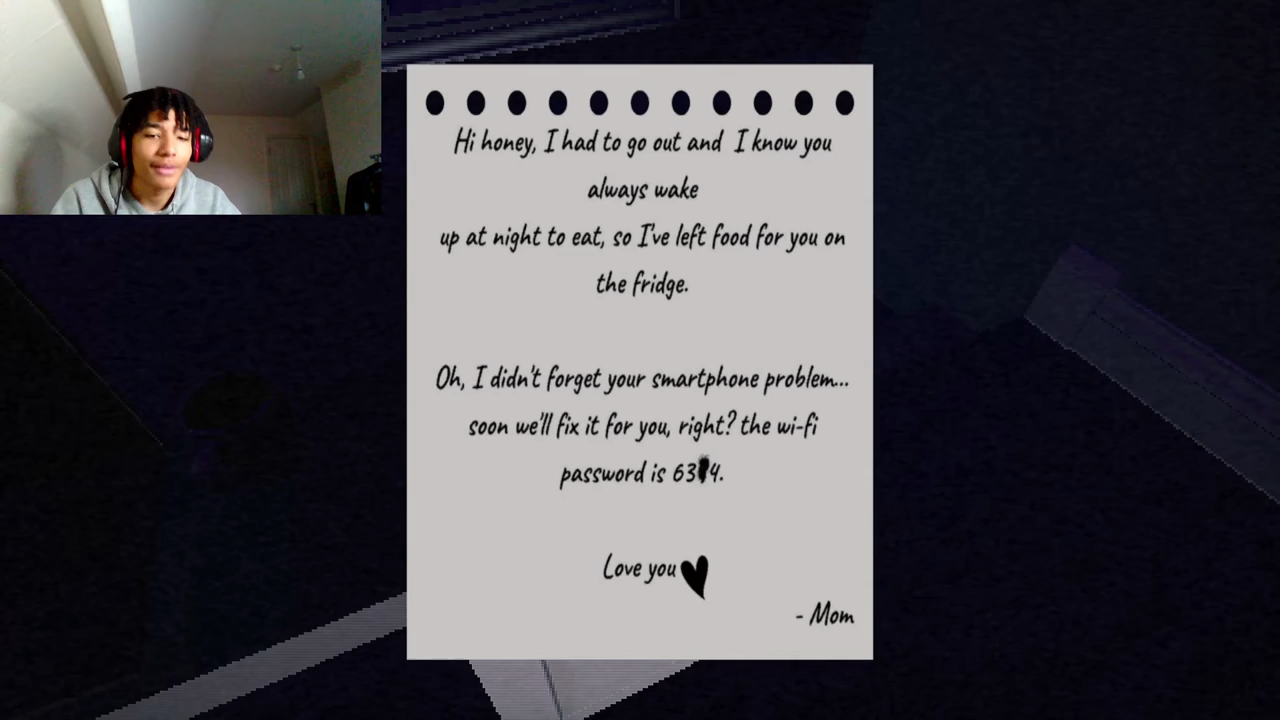 Hi honey, I had to go out and I know you
always wake
up at night to eat, so I've left food for you on
the fridge.
Oh, I didn't forget your smartphone problem...
soon we'll fix it for you, right? the wi-fi
password is
Love you
- Mom